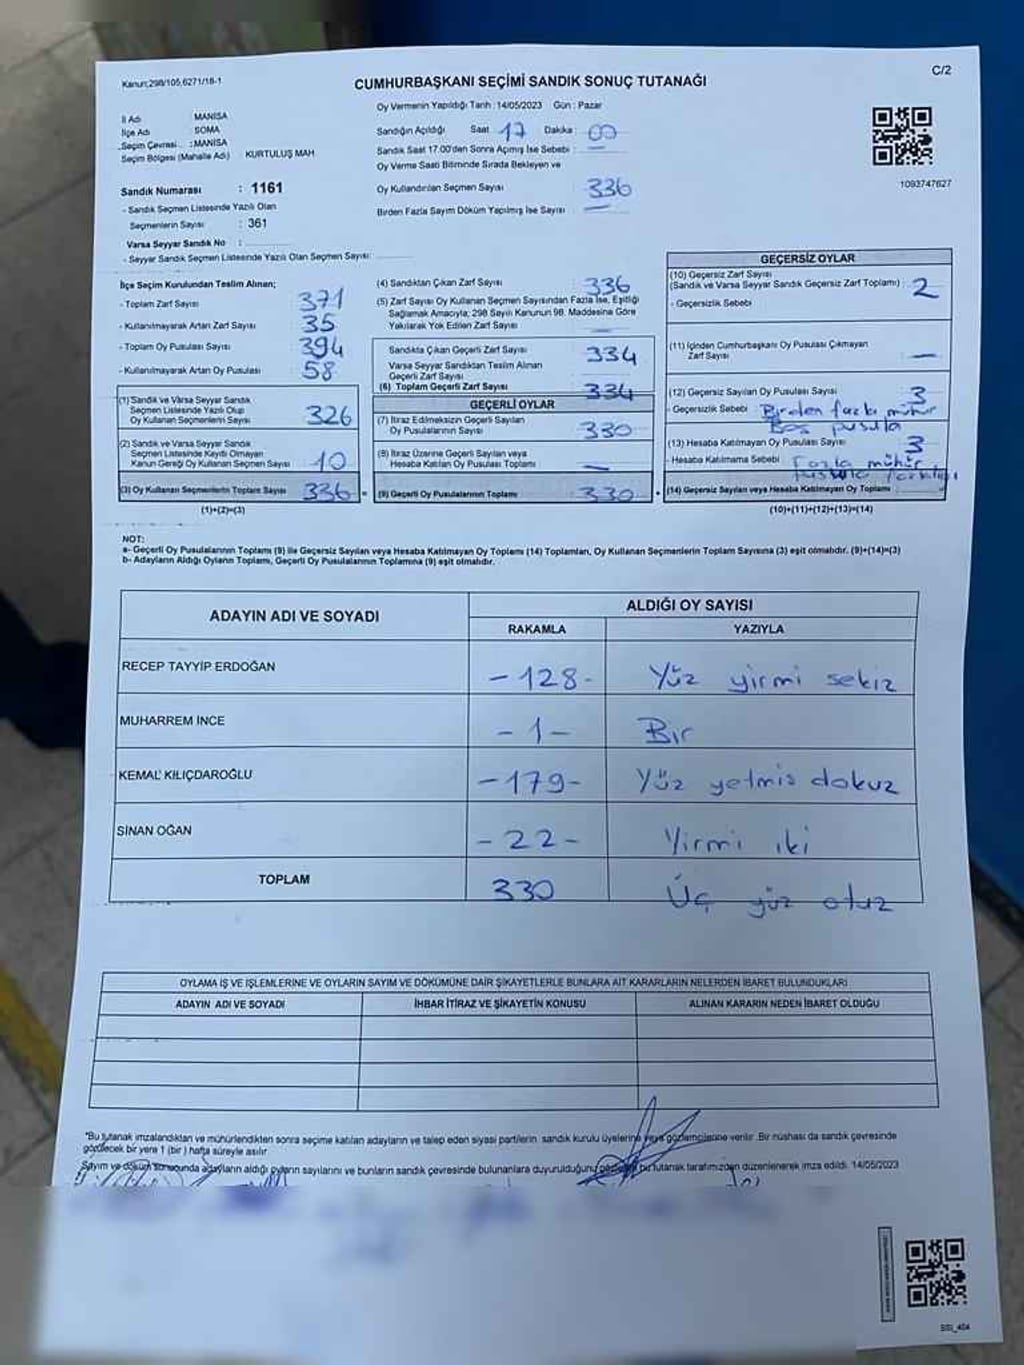 Kanun;298/105,6271/18-1
CUMHURBAŞKANI SEÇİMİ SANDIK SONUÇ TUTANAĞI
C/2
Oy Vermenin Yapıldığı Tarih :14/05/2023 Gün : Pazar
İl Adı MANİSA
İlçe Adı SOMA
Seçim Çevresi : MANİSA
Seçim Bölgesi (Mahalle Adı) KURTULUŞ MAH
Sandığın Açıldığı Saat 17 Dakika : 00
Sandık Saat 17.00'den Sonra Açımış İse Sebebi : —
Oy Verme Saati Bitiminde Sırada Bekleyen ve
Oy Kullandırılan Seçmen Sayısı 336
Birden Fazla Sayım Döküm Yapılmış İse Sayısı —
1093747627
Sandık Numarası : 1161
- Sandık Seçmen Listesinde Yazılı Olan
Seçmenlerin Sayısı : 361
Varsa Seyyar Sandık No :
- Seyyar Sandık Seçmen Listesinde Yazılı Olan Seçmen Sayısı:
İlçe Seçim Kurulundan Teslim Alınan;
- Toplam Zarf Sayısı 371
- Kullanılmayarak Artan Zarf Sayısı 35
- Toplam Oy Pusulası Sayısı 394
- Kullanılmayarak Artan Oy Pusulası 58
(1) Sandık ve Varsa Seyyar Sandık
Seçmen Listesinde Yazılı Olup
Oy Kullanan Seçmen Sayısı 326
(2) Sandık ve Varsa Seyyar Sandık
Seçmen Listesinde Kayıtlı Olmayan
Kanun Gereği Oy Kullanan Seçmen Sayısı 10
(3) Oy Kullanan Seçmenlerin Toplam Sayısı 336 =
(1)+(2)=(3)
(4) Sandıktan Çıkan Zarf Sayısı 336
(5) Zarf Sayısı Oy Kullanan Seçmen Sayısından Fazla İse, Eşitliği
Sağlamak Amacıyla; 298 Sayılı Kanunun 98. Maddesine Göre
Yakılarak Yok Edilen Zarf Sayısı —
Sandıkta Çıkan Geçerli Zarf Sayısı 334
Varsa Seyyar Sandıktan Teslim Alınan
Geçerli Zarf Sayısı
(6) Toplam Geçerli Zarf Sayısı 334
GEÇERLİ OYLAR
(7) İtiraz Edilmeksizin Geçerli Sayılan
Oy Pusulalarının Sayısı 330
(8) İtiraz Üzerine Geçerli Sayılan veya
Hesaba Katılan Oy Pusulası Toplamı —
(9) Geçerli Oy Pusulalarının Toplamı 330 +
GEÇERSİZ OYLAR
(10) Geçersiz Zarf Sayısı
(Sandık ve Varsa Seyyar Sandık Geçersiz Zarf Toplamı) : 2
- Geçersizlik Sebebi
(11) İçinden Cumhurbaşkanı Oy Pusulası Çıkmayan
Zarf Sayısı —
(12) Geçersiz Sayılan Oy Pusulası Sayısı 3
- Geçersizlik Sebebi Birden fazla mühür
Boş pusula
(13) Hesaba Katılmayan Oy Pusulası Sayısı 3
- Hesaba Katılmama Sebebi Fazla mühür
(14) Geçersiz Sayılan veya Hesaba Katılmayan Oy Toplamı
(10)+(11)+(12)+(13)=(14)
NOT:
a- Geçerli Oy Pusulalarının Toplamı (9) ile Geçersiz Sayılan veya Hesaba Katılmayan Oy Toplamı (14) Toplamları, Oy Kullanan Seçmenlerin Toplam Sayısına (3) eşit olmalıdır. (9)+(14)=(3)
b- Adayların Aldığı Oyların Toplamı, Geçerli Oy Pusulalarının Toplamına (9) eşit olmalıdır.
ADAYIN ADI VE SOYADI ALDIĞI OY SAYISI
RAKAMLA YAZIYLA
RECEP TAYYİP ERDOĞAN -128- Yüz yirmi sekiz
MUHARREM İNCE -1- Bir
KEMAL KILIÇDAROĞLU -179- Yüz yetmis dokuz
SİNAN OĞAN -22- Yirmi iki
TOPLAM 330 Üç yüz otuz
OYLAMA İŞ VE İŞLEMLERİNE VE OYLARIN SAYIM VE DÖKÜMÜNE DAİR ŞİKAYETLERLE BUNLARA AİT KARARLARIN NELERDEN İBARET BULUNDUKLARI
ADAYIN ADI VE SOYADI İHBAR İTİRAZ VE ŞİKAYETİN KONUSU ALINAN KARARIN NEDEN İBARET OLDUĞU
*Bu tutanak imzalandıktan ve mühürlendikten sonra seçime katılan adayların ve talep eden siyasi partilerin sandık kurulu üyelerine veya gözlemcilerine verilir. Bir nüshası da sandık çevresinde
görülecek bir yere 1 (bir) hafta süreyle asılır.
Sayım ve döküm sonucunda adayların aldığı oyların sayılarını ve bunların sandık çevresinde bulunanlara duyurulduğunu bu tutanak tarafımızdan düzenlenerek imza edildi. 14/05/2023